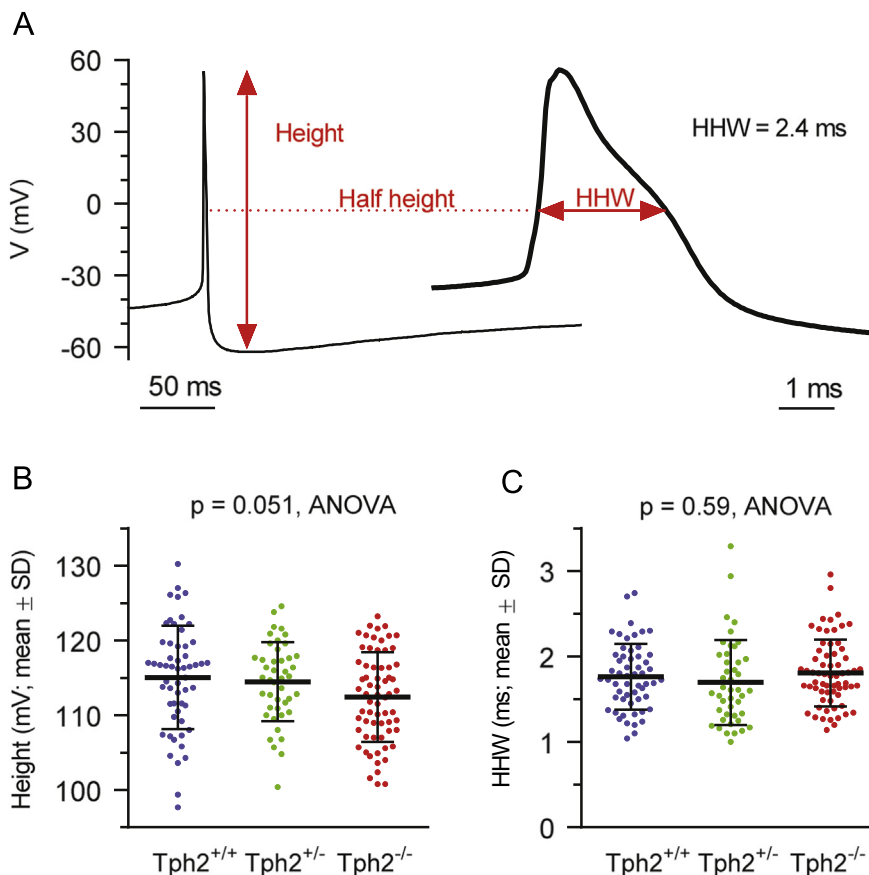 A
60
30
0
-30
-60
V (mV)
Height
Half height
HHW
HHW = 2.4 ms
50 ms
1 ms
B
p = 0.051, ANOVA
130
120
110
100
Height (mV; mean ± SD)
Tph2+/+ Tph2+/- Tph2-/-
C
p = 0.59, ANOVA
3
2
1
0
HHW (ms; mean ± SD)
Tph2+/+ Tph2+/- Tph2-/-